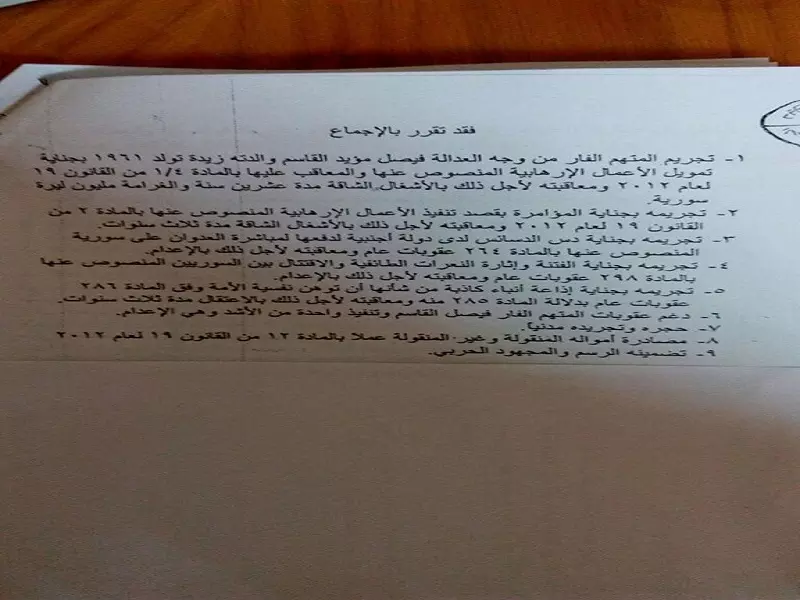 فقد تقرر بالإجماع
١- تجريم المتهم الفار من وجه العدالة فيصل مؤيد القاسم والدته زيدة تولد ١٩٦١ بجناية
تمويل الأعمال الإرهابية المنصوص عنها والمعاقب عليها بالمادة ١/٤ من القانون ١٩
لعام ٢٠١٢ ومعاقبته لأجل ذلك بالأشغال الشاقة مدة عشرين سنة والغرامة مليون ليرة
سورية.
٢- تجريمه بجناية المؤامرة بقصد تنفيذ الأعمال الإرهابية المنصوص عنها بالمادة ٢ من
القانون ١٩ لعام ٢٠١٢ ومعاقبته لأجل ذلك بالأشغال الشاقة مدة ثلاث سنوات.
٣- تجريمه بجناية دس الدسائس لدى دولة أجنبية لدفعها لمباشرة العدوان على سورية
المنصوص عنها بالمادة ٢٦٤ عقوبات عام ومعاقبته لأجل ذلك بالإعدام.
٤- تجريمه بجناية الفتنة وإثارة النعرات الطائفية والاقتتال بين السوريين المنصوص عنها
بالمادة ٢٩٨ عقوبات عام ومعاقبته لأجل ذلك بالإعدام.
٥- تجريمه بجناية إذاعة أنباء كاذبة من شأنها أن توهن نفسية الأمة وفق المادة ٢٨٦
عقوبات عام بدلالة المادة ٢٨٥ منه ومعاقبته لأجل ذلك بالاعتقال مدة ثلاث سنوات.
٦- دغم عقوبات المتهم الفار فيصل القاسم وتنفيذ واحدة من الأشد وهي الإعدام.
٧- حجره وتجريده مدنياً.
٨- مصادرة أمواله المنقولة وغير المنقولة عملا بالمادة ١٢ من القانون ١٩ لعام ٢٠١٢
٩- تضمينه الرسم والمجهود الحربي.